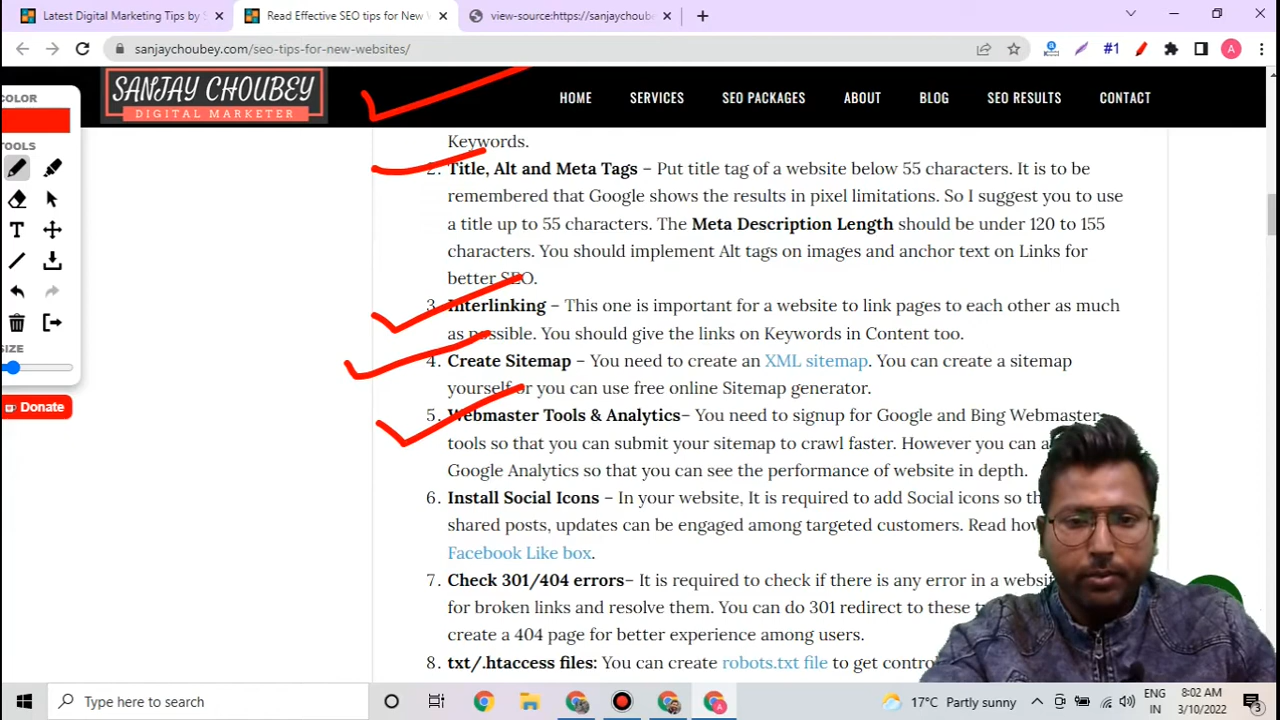 Latest Digital Marketing Tips by S
Read Effective SEO tips for New W
view-source:https://sanjaychoube
sanjaychoubey.com/seo-tips-for-new-websites/
#1
A
COLOR
SANJAY CHOUBEY
DIGITAL MARKETER
HOME SERVICES SEO PACKAGES ABOUT BLOG SEO RESULTS CONTACT
TOOLS
T
SIZE
Donate
Keywords.
2. Title, Alt and Meta Tags – Put title tag of a website below 55 characters. It is to be
remembered that Google shows the results in pixel limitations. So I suggest you to use
a title up to 55 characters. The Meta Description Length should be under 120 to 155
characters. You should implement Alt tags on images and anchor text on Links for
better SEO.
3. Interlinking – This one is important for a website to link pages to each other as much
as possible. You should give the links on Keywords in Content too.
4. Create Sitemap – You need to create an XML sitemap. You can create a sitemap
yourself or you can use free online Sitemap generator.
5. Webmaster Tools & Analytics– You need to signup for Google and Bing Webmaster
tools so that you can submit your sitemap to crawl faster. However you can a
Google Analytics so that you can see the performance of website in depth.
6. Install Social Icons – In your website, It is required to add Social icons so th
shared posts, updates can be engaged among targeted customers. Read how
Facebook Like box.
7. Check 301/404 errors– It is required to check if there is any error in a websi
for broken links and resolve them. You can do 301 redirect to these
create a 404 page for better experience among users.
8. txt/.htaccess files: You can create robots.txt file to get contro
Type here to search
17°C Partly sunny
ENG
IN
8:02 AM
3/10/2022
3